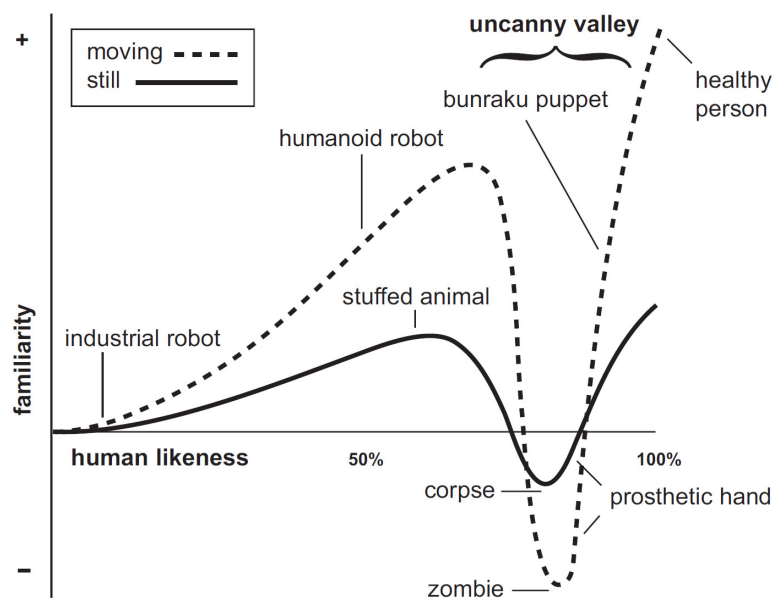 +
uncanny valley
moving
still
healthy
person
bunraku puppet
humanoid robot
stuffed animal
industrial robot
familiarity
human likeness
50%
100%
corpse
prosthetic hand
–
zombie